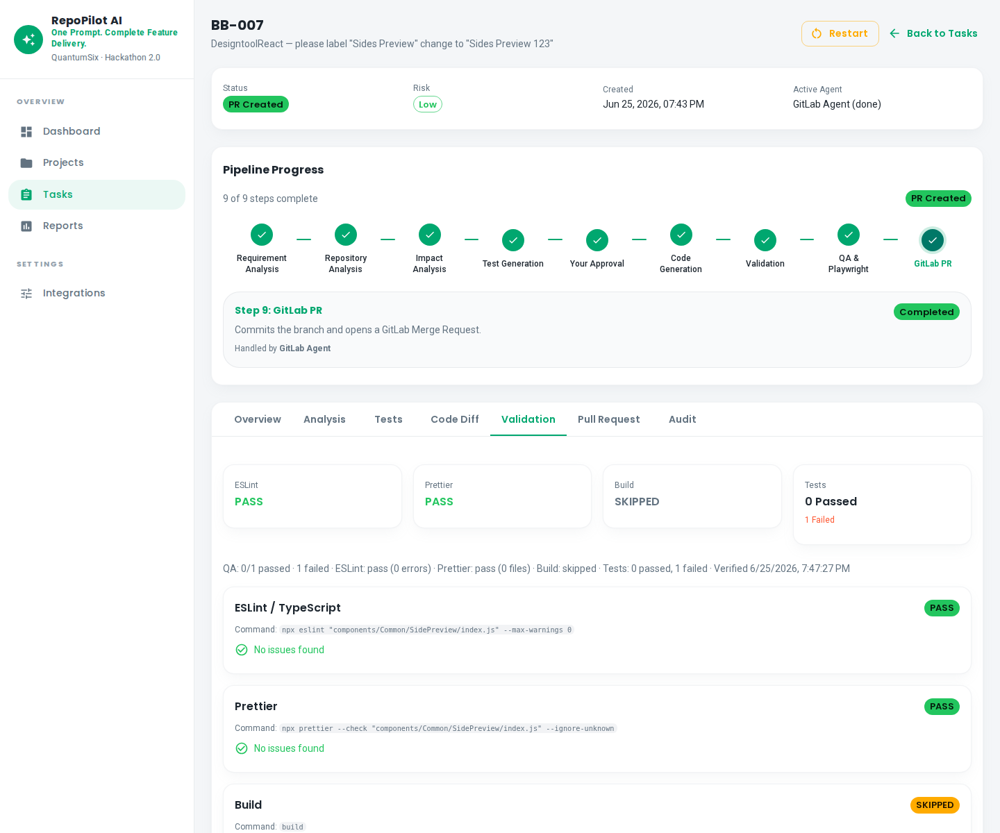 RepoPilot AI
One Prompt. Complete Feature
Delivery.
QuantumSix · Hackathon 2.0
OVERVIEW
Dashboard
Projects
Tasks
Reports
SETTINGS
Integrations
BB-007
DesigntoolReact — please label "Sides Preview" change to "Sides Preview 123"
Restart
Back to Tasks
Status
PR Created
Risk
Low
Created
Jun 25, 2026, 07:43 PM
Active Agent
GitLab Agent (done)
Pipeline Progress
9 of 9 steps complete
PR Created
Requirement
Analysis
Repository
Analysis
Impact
Analysis
Test Generation
Your Approval
Code
Generation
Validation
QA &
Playwright
GitLab PR
Step 9: GitLab PR
Completed
Commits the branch and opens a GitLab Merge Request.
Handled by GitLab Agent
Overview
Analysis
Tests
Code Diff
Validation
Pull Request
Audit
ESLint
PASS
Prettier
PASS
Build
SKIPPED
Tests
0 Passed
1 Failed
QA: 0/1 passed · 1 failed · ESLint: pass (0 errors) · Prettier: pass (0 files) · Build: skipped · Tests: 0 passed, 1 failed · Verified 6/25/2026, 7:47:27 PM
ESLint / TypeScript
PASS
Command: npx eslint "components/Common/SidePreview/index.js" --max-warnings 0
No issues found
Prettier
PASS
Command: npx prettier --check "components/Common/SidePreview/index.js" --ignore-unknown
No issues found
Build
SKIPPED
Command: build